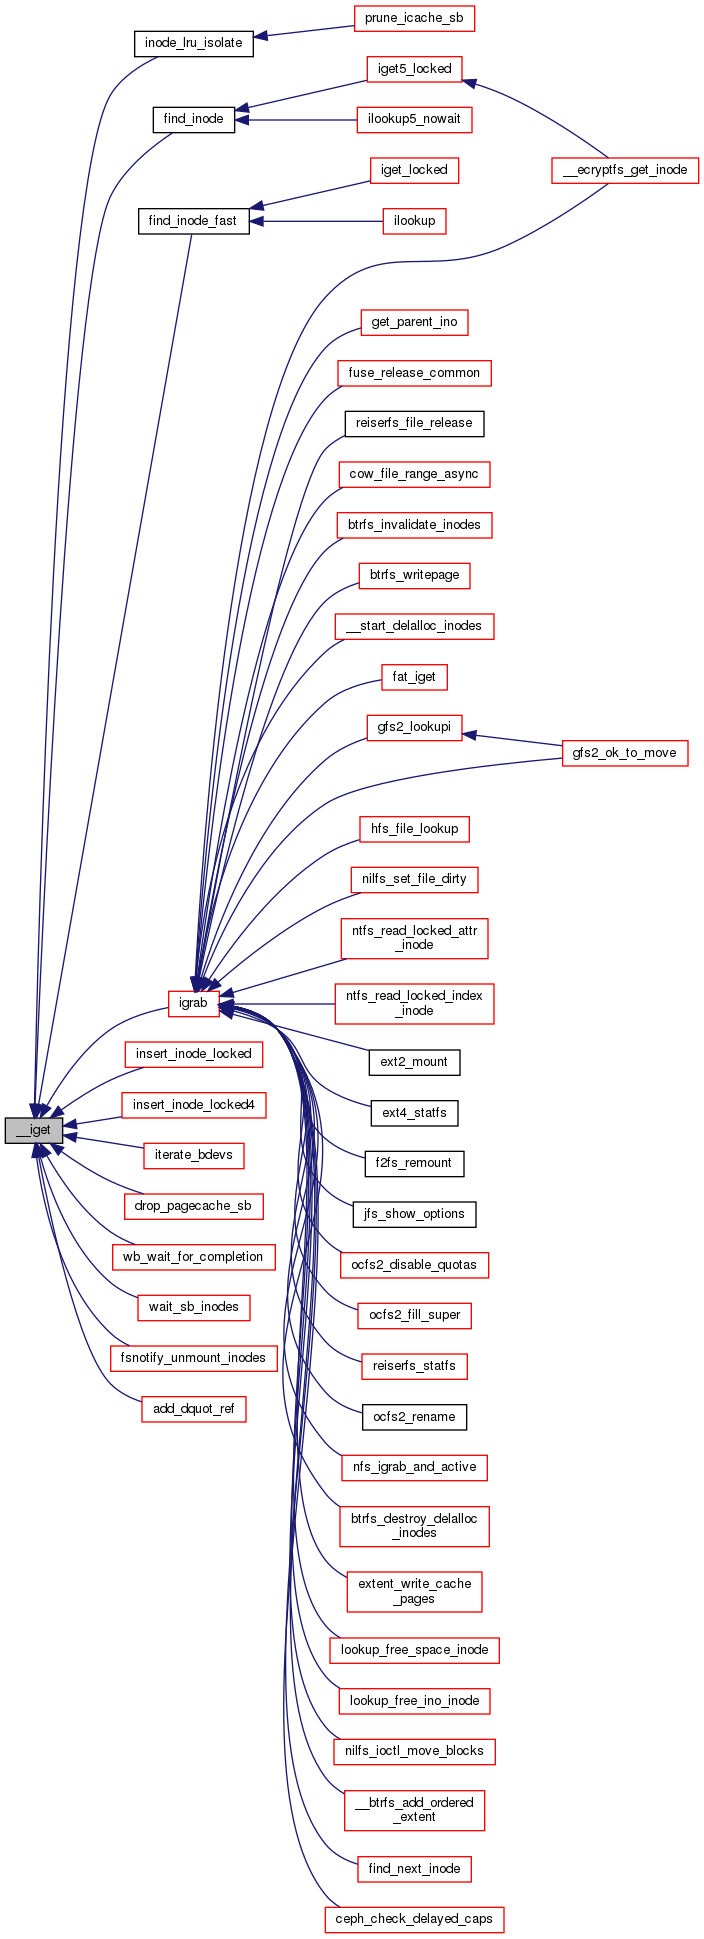 prune_icache_sb
inode_lru_isolate
iget5_locked
find_inode
ilookup5_nowait
iget_locked
__ecryptfs_get_inode
find_inode_fast
ilookup
get_parent_ino
fuse_release_common
reiserfs_file_release
cow_file_range_async
btrfs_invalidate_inodes
btrfs_writepage
__start_delalloc_inodes
fat_iget
gfs2_lookupi
gfs2_ok_to_move
hfs_file_lookup
nilfs_set_file_dirty
ntfs_read_locked_attr
_inode
igrab
ntfs_read_locked_index
_inode
insert_inode_locked
ext2_mount
insert_inode_locked4
ext4_statfs
__iget
iterate_bdevs
f2fs_remount
drop_pagecache_sb
jfs_show_options
wb_wait_for_completion
ocfs2_disable_quotas
wait_sb_inodes
ocfs2_fill_super
fsnotify_unmount_inodes
reiserfs_statfs
add_dquot_ref
ocfs2_rename
nfs_igrab_and_active
btrfs_destroy_delalloc
_inodes
extent_write_cache
_pages
lookup_free_space_inode
lookup_free_ino_inode
nilfs_ioctl_move_blocks
__btrfs_add_ordered
_extent
find_next_inode
ceph_check_delayed_caps